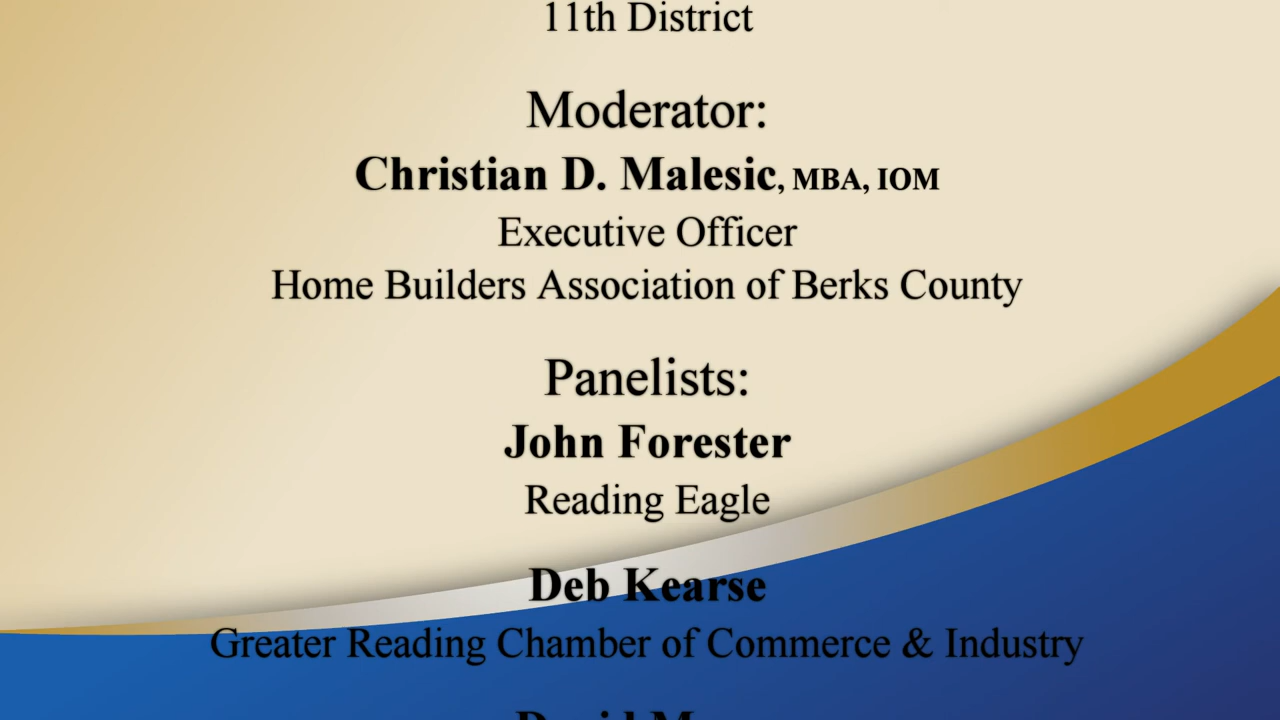 11th District
Moderator:
Christian D. Malesic, MBA, IOM
Executive Officer
Home Builders Association of Berks County
Panelists:
John Forester
Reading Eagle
Deb Kearse
Greater Reading Chamber of Commerce & Industry
David